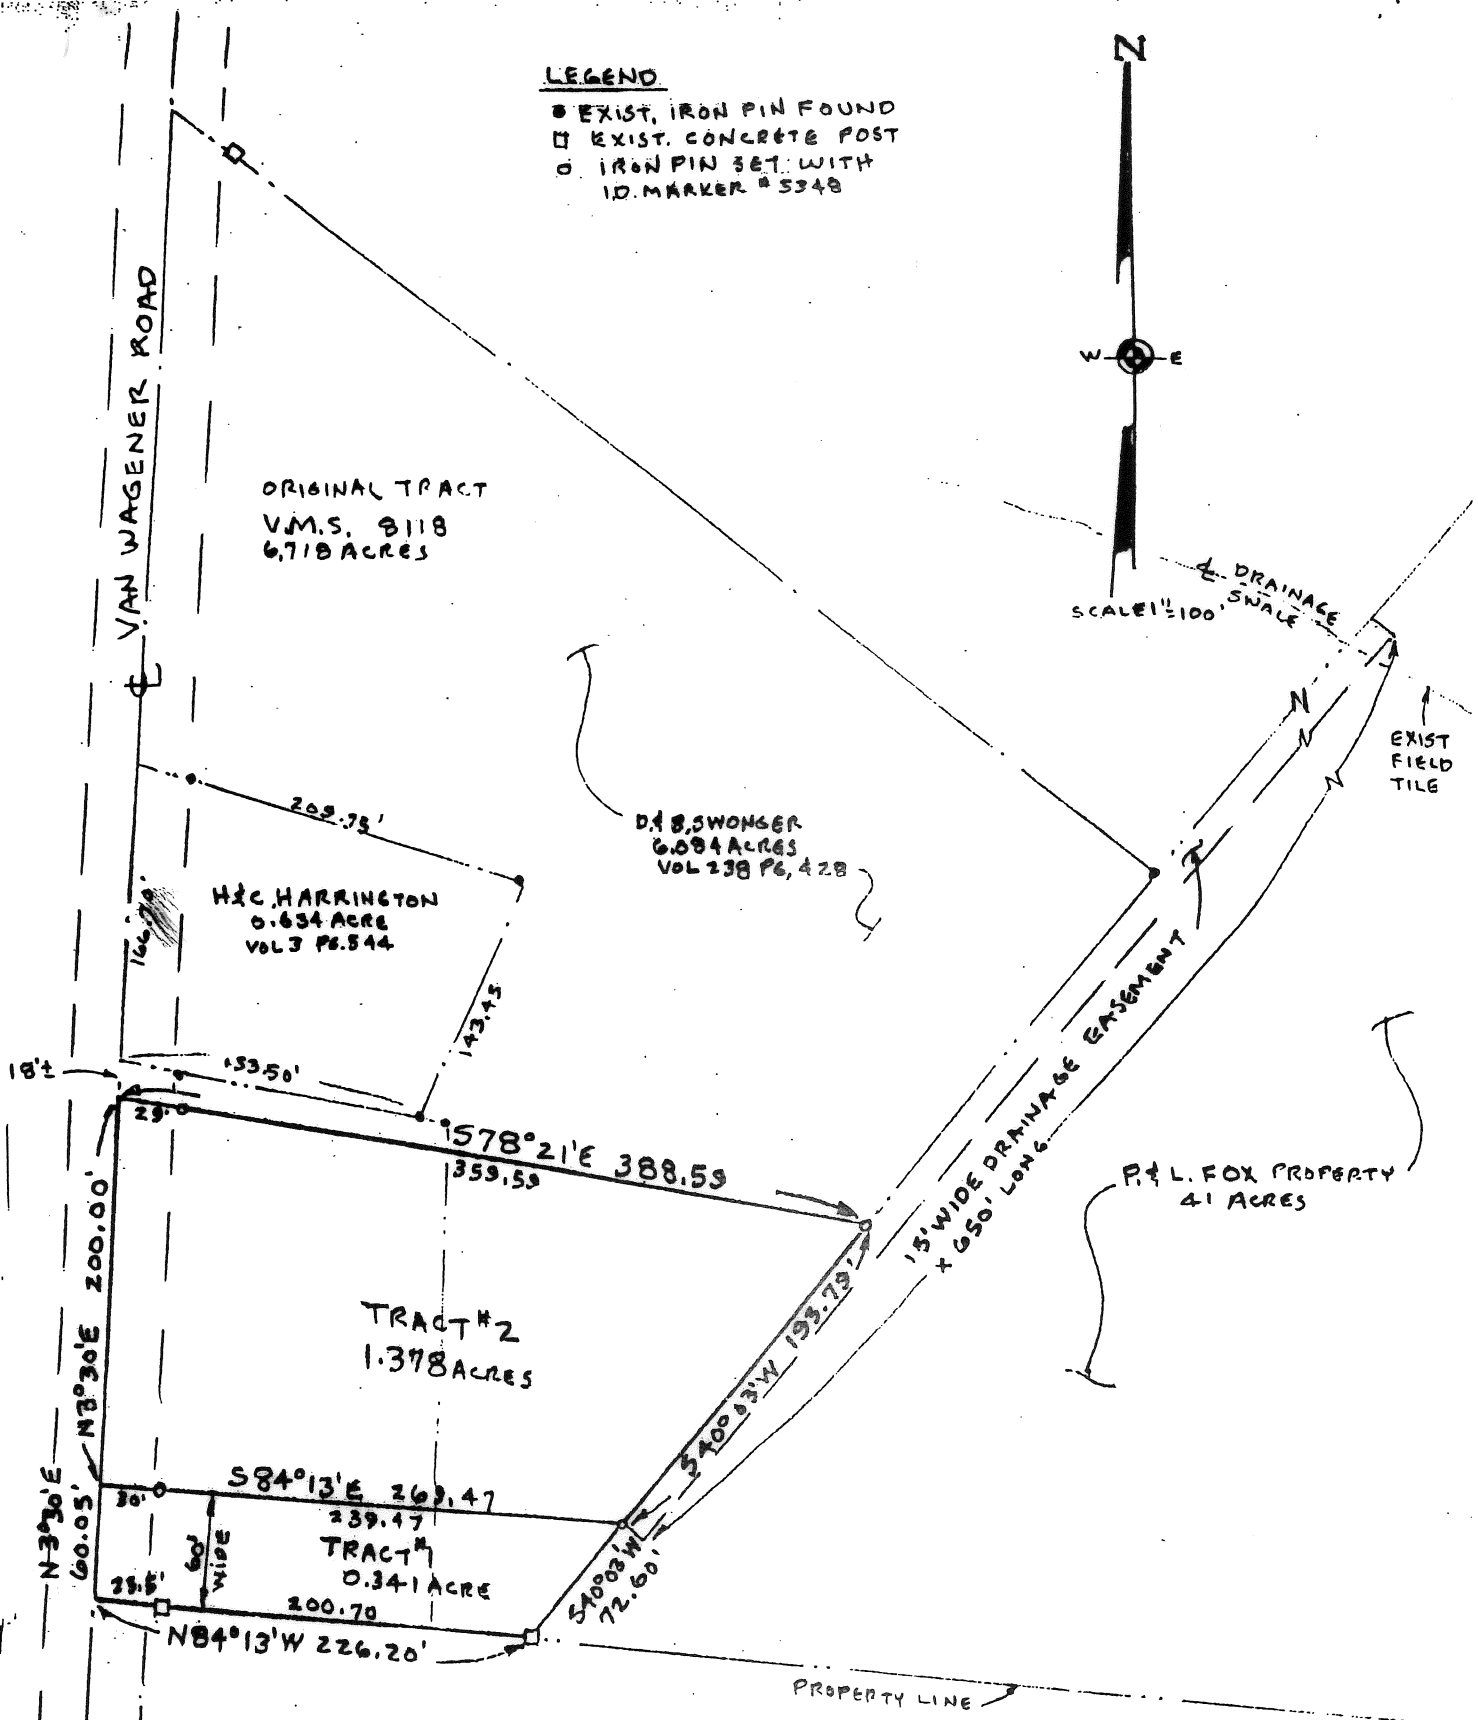 N
LEGEND
EXIST. IRON PIN FOUND
EXIST. CONCRETE POST
IRON PIN SET WITH
I.D. MARKER #5348
W E
VAN WAGENER ROAD
℄
ORIGINAL TRACT
V.M.S. 8118
6.718 ACRES
SCALE 1"=100'
℄ DRAINAGE
SWALE
EXIST
FIELD
TILE
N
N
N
209.75'
D.& B. SWONGER
6.084 ACRES
VOL 238 PG. 428
166.70'
H&C. HARRINGTON
0.634 ACRE
VOL 3 PG. 544
143.45
18'±
153.50'
29'
S78°21'E 388.59
359.59
15' WIDE DRAINAGE EASEMENT
× 650' LONG
P.& L. FOX PROPERTY
41 ACRES
N3°30'E 200.00'
TRACT #2
1.378 ACRES
S40°03'W 193.79'
N3°30'E
60.05'
30'
S84°13'E 269.47
239.47
60'
WIDE
TRACT #1
0.341 ACRE
S40°03'W
72.60'
25.5'
200.70
N84°13'W 226.20'
PROPERTY LINE